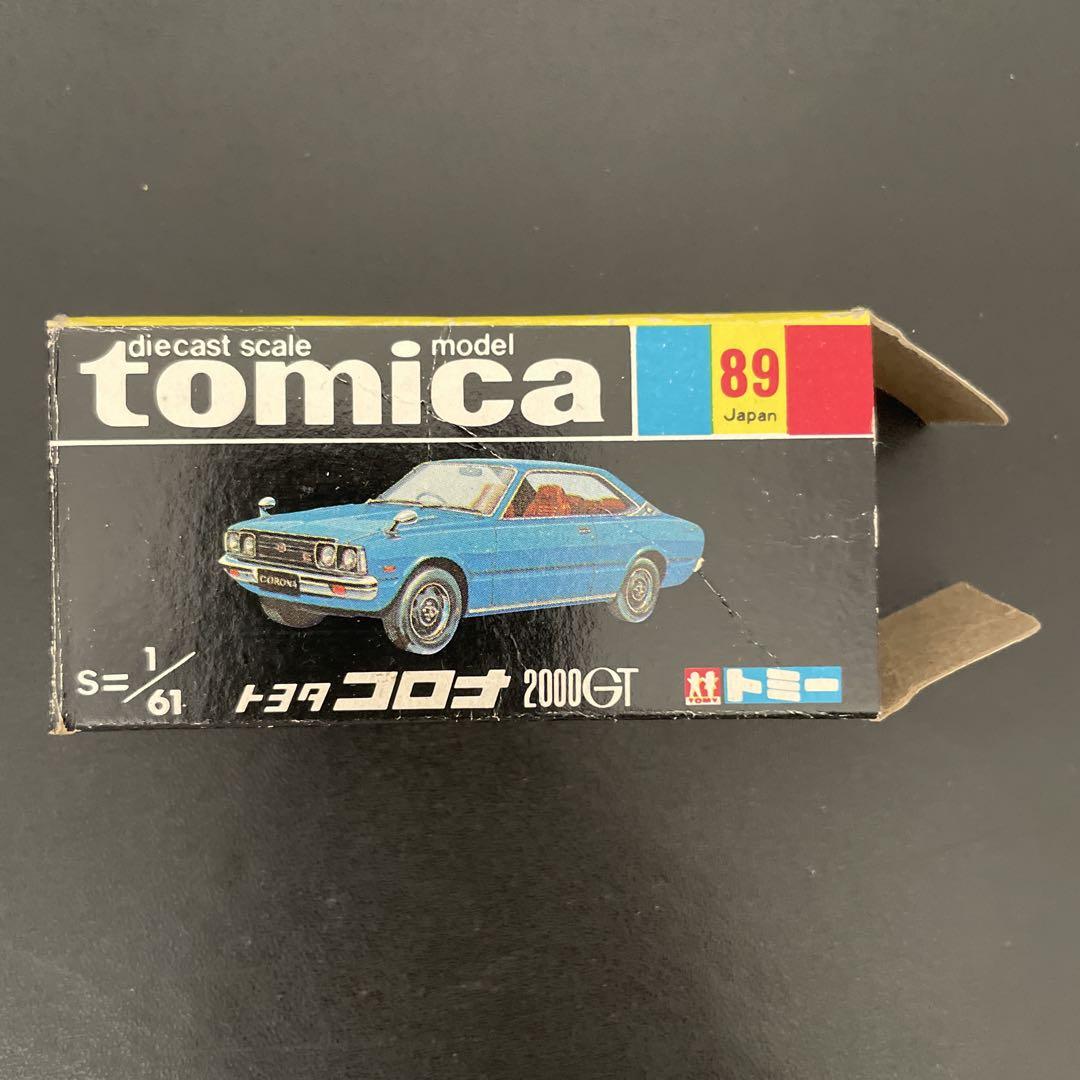 diecast scale model
tomica
89
Japan
CORONA
S=1/61
トヨタ コロナ 2000GT
TOMY
トミー